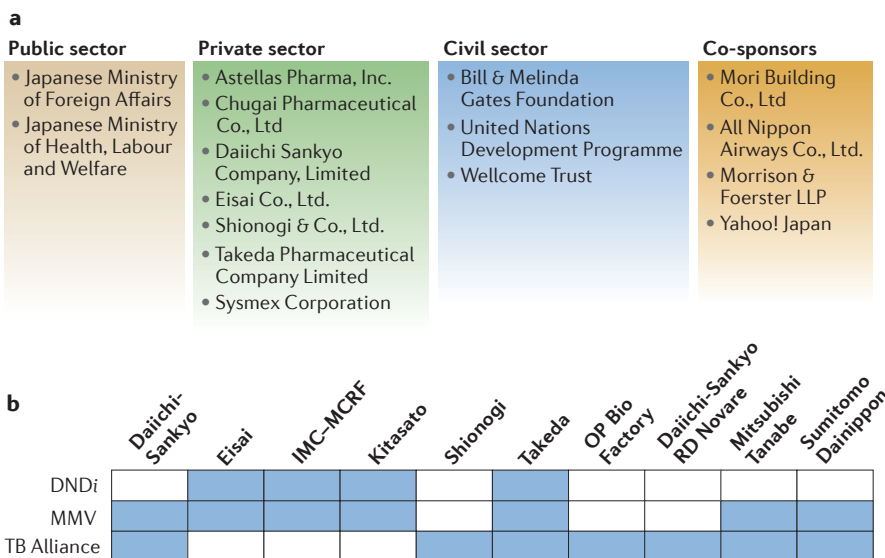 a
Public sector
• Japanese Ministry
of Foreign Affairs
• Japanese Ministry
of Health, Labour
and Welfare
Private sector
• Astellas Pharma, Inc.
• Chugai Pharmaceutical
Co., Ltd
• Daiichi Sankyo
Company, Limited
• Eisai Co., Ltd.
• Shionogi & Co., Ltd.
• Takeda Pharmaceutical
Company Limited
• Sysmex Corporation
Civil sector
• Bill & Melinda
Gates Foundation
• United Nations
Development Programme
• Wellcome Trust
Co-sponsors
• Mori Building
Co., Ltd
• All Nippon
Airways Co., Ltd.
• Morrison &
Foerster LLP
• Yahoo! Japan
b
Daiichi-
Sankyo
Eisai
IMC–MCRF
Kitasato
Shionogi
Takeda
OP Bio
Factory
Daiichi-Sankyo
RD Novare
Mitsubishi
Tanabe
Sumitomo
Dainippon
DNDi
MMV
TB Alliance